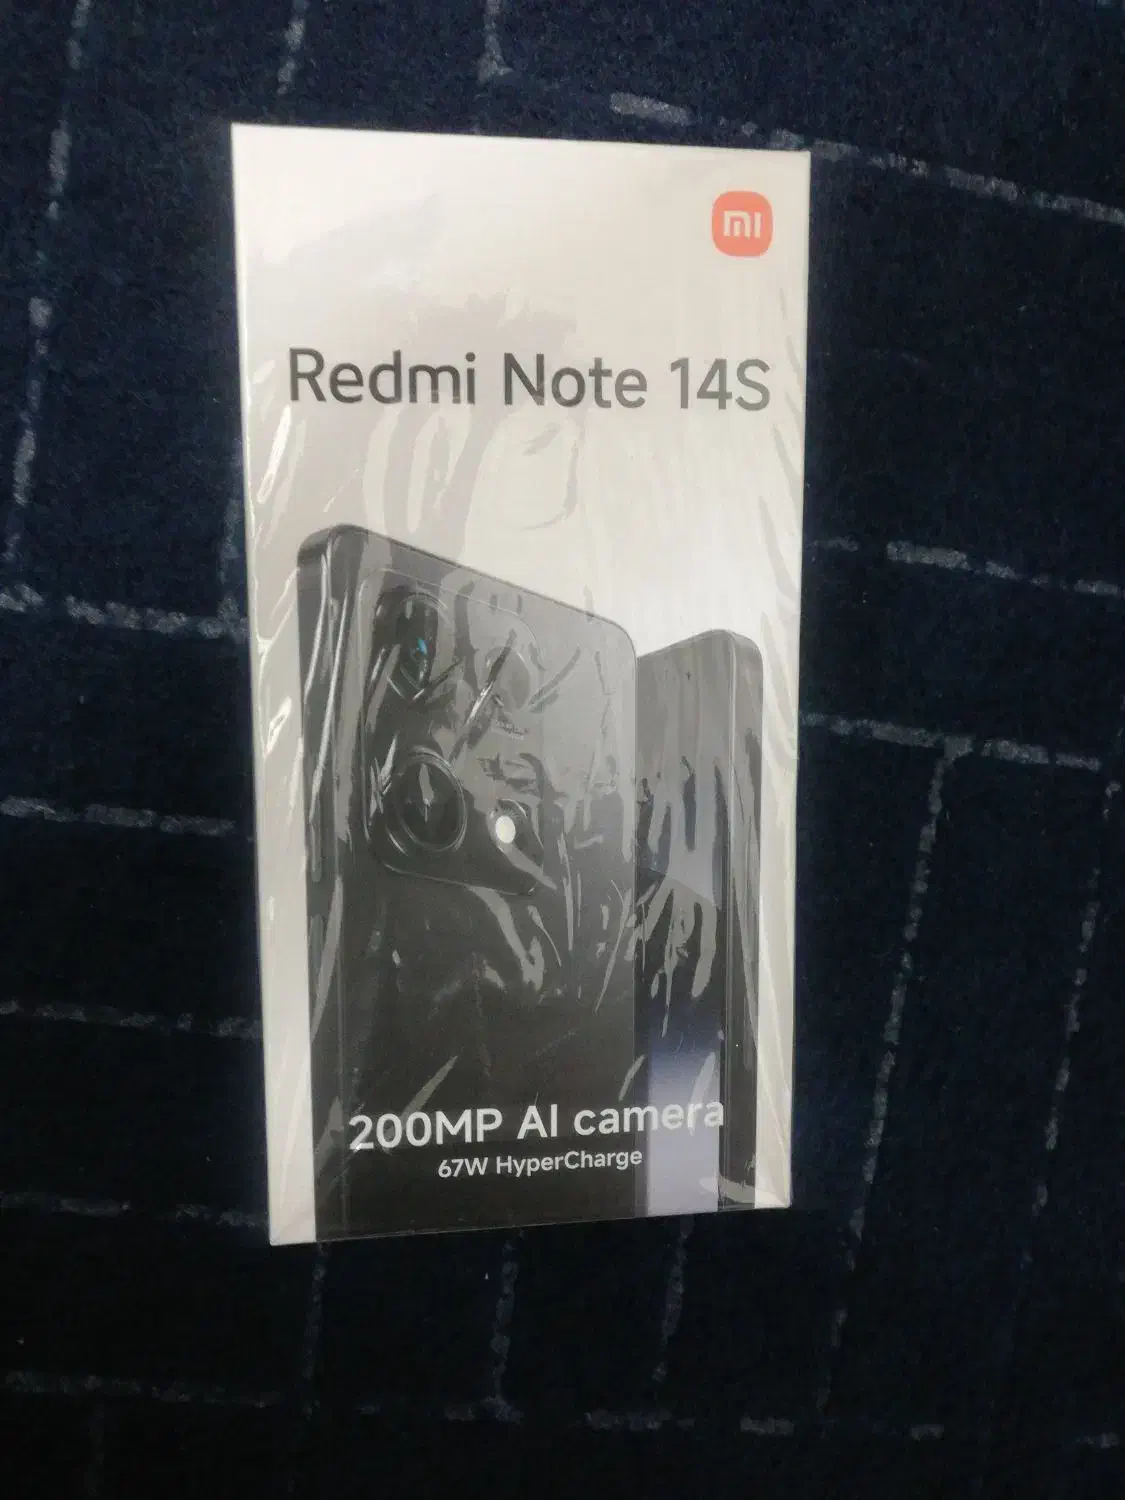 mi
Redmi Note 14S
200MP AI camera
67W HyperCharge